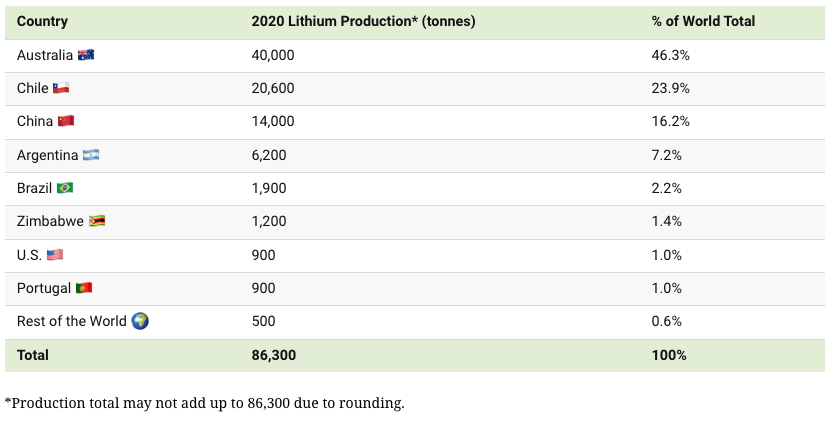 Country 2020 Lithium Production* (tonnes) % of World Total
Australia 40,000 46.3%
Chile 20,600 23.9%
China 14,000 16.2%
Argentina 6,200 7.2%
Brazil 1,900 2.2%
Zimbabwe 1,200 1.4%
U.S. 900 1.0%
Portugal 900 1.0%
Rest of the World 500 0.6%
Total 86,300 100%
*Production total may not add up to 86,300 due to rounding.